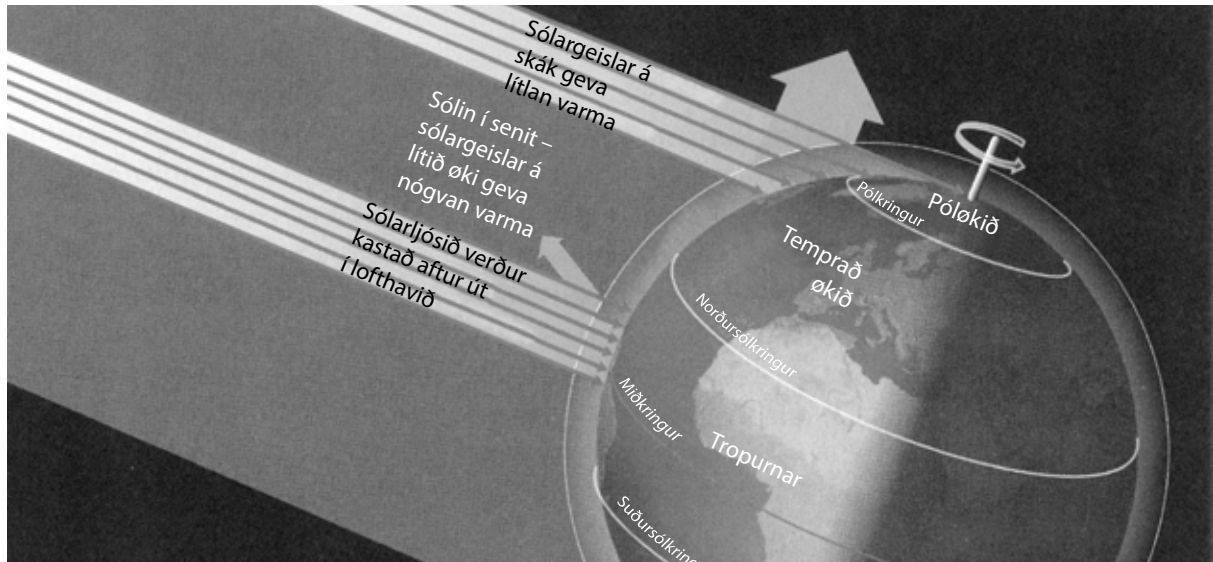 Sólargeislar á
skák geva
lítlan varma
Sólin í senit –
sólargeislar á
lítið øki geva
nógvan varma
Sólarljósið verður
kastað aftur út
í lofthavið
Pólkringur
Póløkið
Temprað
økið
Norðursólkringur
Miðkringur
Tropurnar
Suðursólkring